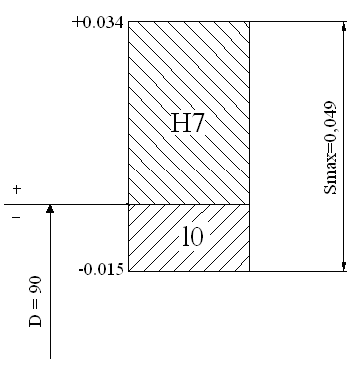 +0.034
H7
Smax=0,049
+
−
l0
-0.015
D = 90